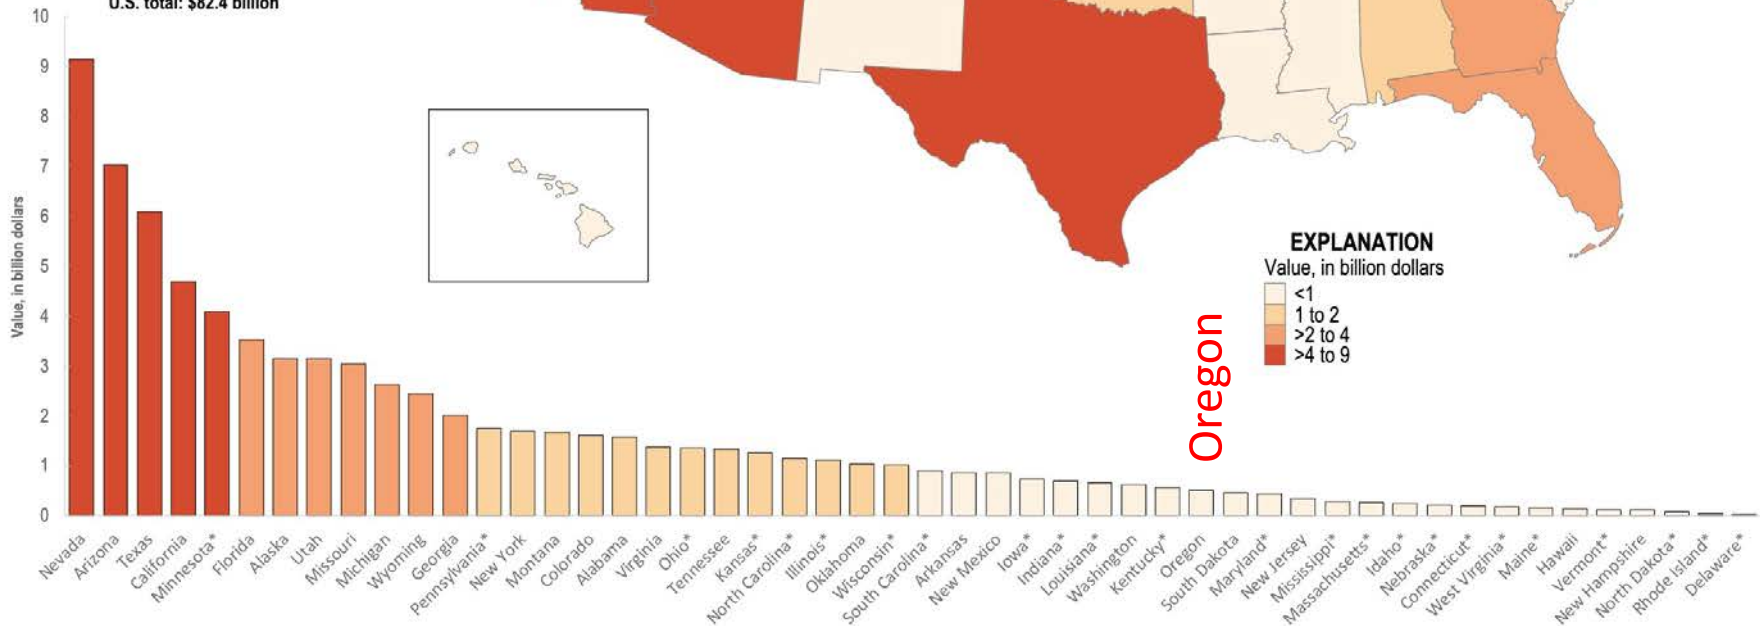 U.S. total: $82.4 billion
10
9
8
7
6
5
4
3
2
1
0
Value, in billion dollars
EXPLANATION
Value, in billion dollars
<1
1 to 2
>2 to 4
>4 to 9
Oregon
Nevada
Arizona
Texas
California
Minnesota*
Florida
Alaska
Utah
Missouri
Michigan
Wyoming
Georgia
Pennsylvania*
New York
Montana
Colorado
Alabama
Virginia
Ohio*
Tennessee
Kansas*
North Carolina*
Illinois*
Oklahoma
Wisconsin*
South Carolina*
Arkansas
New Mexico
Iowa*
Indiana*
Louisiana*
Washington
Kentucky*
Oregon
South Dakota
Maryland*
New Jersey
Mississippi*
Massachusetts*
Idaho*
Nebraska*
Connecticut*
West Virginia*
Maine*
Hawaii
Vermont*
New Hampshire
North Dakota*
Rhode Island*
Delaware*